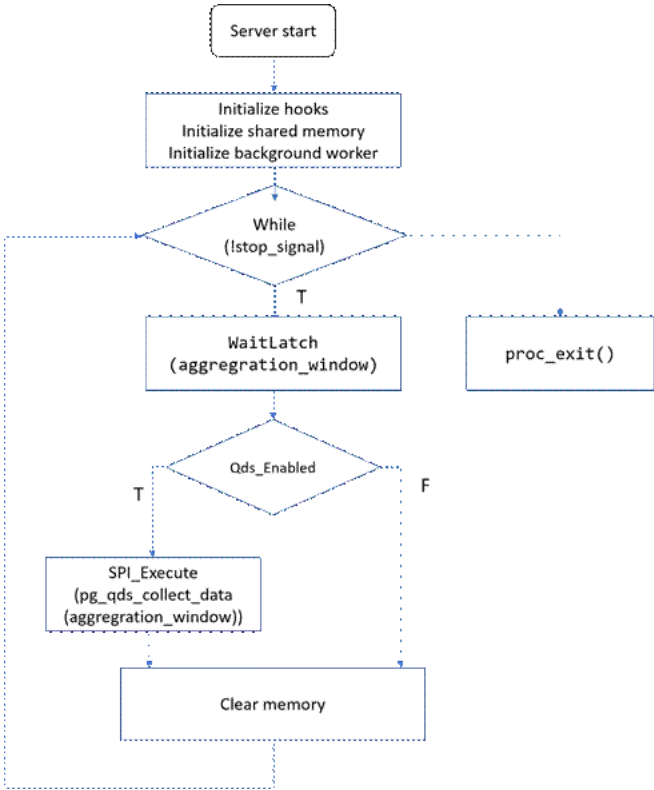 Server start
Initialize hooks
Initialize shared memory
Initialize background worker
While
(!stop_signal)
T
WaitLatch
(aggregration_window)
proc_exit()
Qds_Enabled
T
F
SPI_Execute
(pg_qds_collect_data
(aggregration_window))
Clear memory